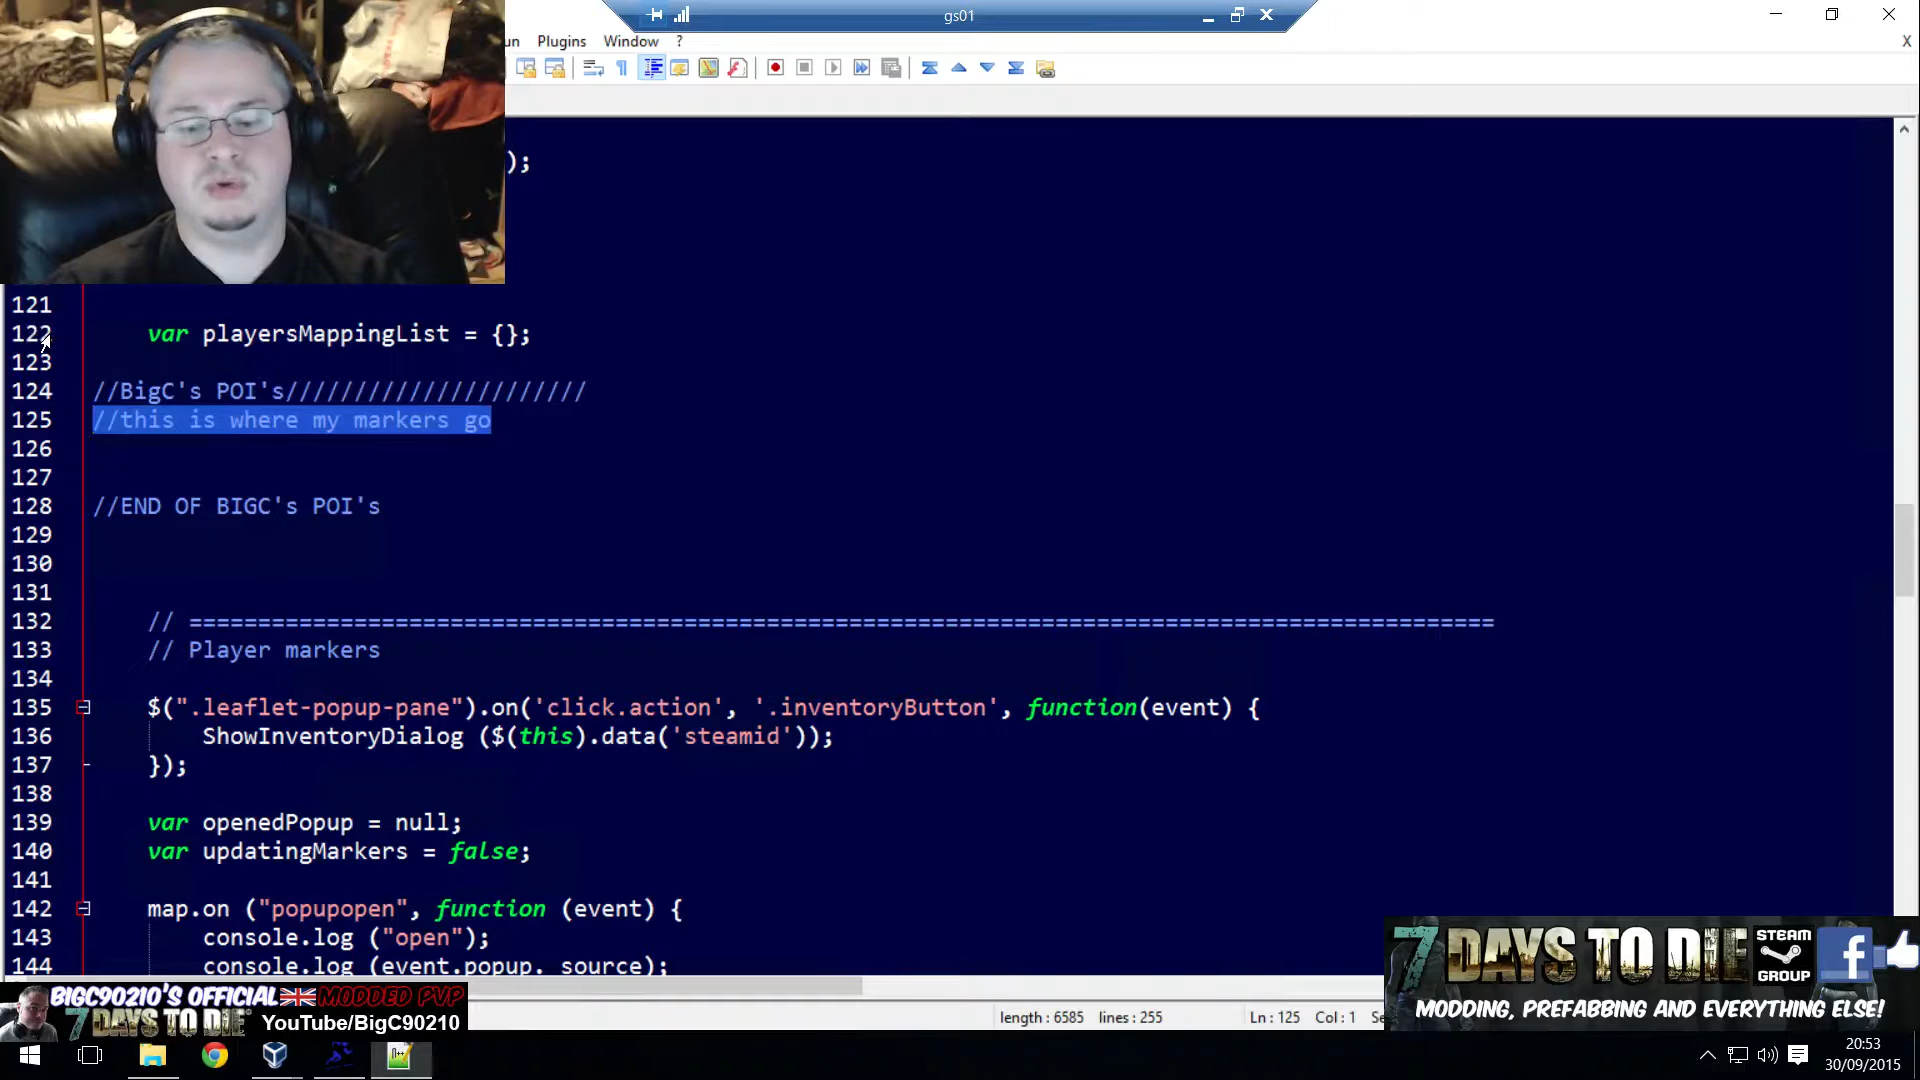 gs01
un Plugins Window ?
X
);
121
122 var playersMappingList = {};
123
124 //BigC's POI's//////////////////////
125 //this is where my markers go
126
127
128 //END OF BIGC's POI's
129
130
131
132 // ===============================================================================================
133 // Player markers
134
135 $(".leaflet-popup-pane").on('click.action', '.inventoryButton', function(event) {
136 ShowInventoryDialog ($(this).data('steamid'));
137 });
138
139 var openedPopup = null;
140 var updatingMarkers = false;
141
142 map.on ("popupopen", function (event) {
143 console.log ("open");
144 console.log (event.popup._source);
7 DAYS TO DIE
STEAM GROUP
f
MODDING, PREFABBING AND EVERYTHING ELSE!
BIGC90210'S OFFICIAL MODDED PVP
7 DAYS TO DIE YouTube/BigC90210
length : 6585 lines : 255 Ln : 125 Col : 1
20:53
30/09/2015